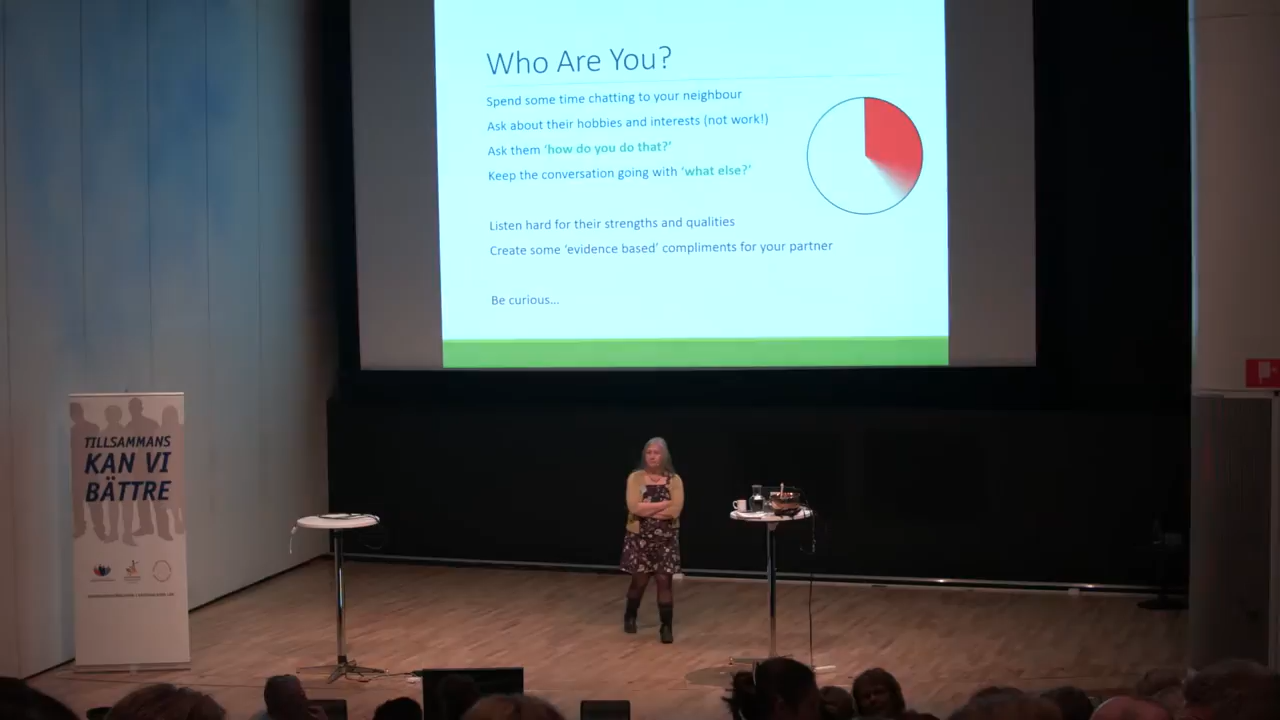 Who Are You?
Spend some time chatting to your neighbour
Ask about their hobbies and interests (not work!)
Ask them ‘how do you do that?’
Keep the conversation going with ‘what else?’
Listen hard for their strengths and qualities
Create some ‘evidence based’ compliments for your partner
Be curious...
TILLSAMMANS
KAN VI
BÄTTRE